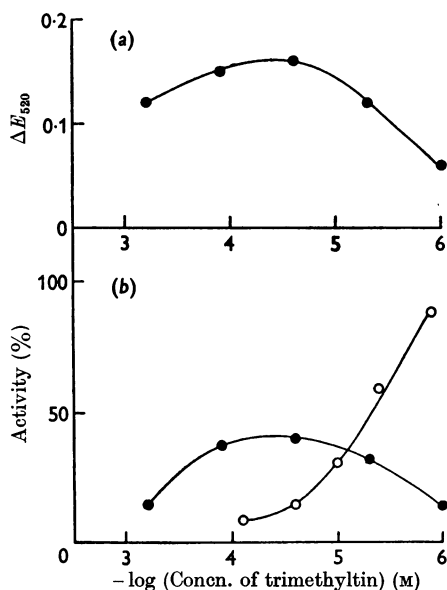 0·2
(a)
ΔE520
0·1
0
3 4 5 6
100
(b)
Activity (%)
50
0
3 4 5 6
−log (Concn. of trimethyltin) (M)